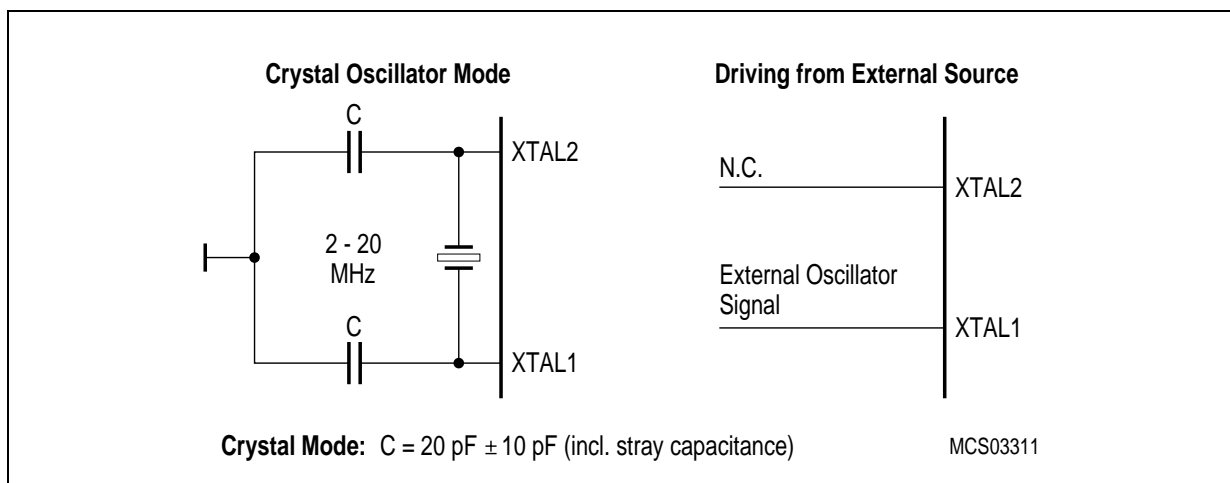 Crystal Oscillator Mode
C
XTAL2
2 - 20
MHz
C
XTAL1
Driving from External Source
N.C.
XTAL2
External Oscillator
Signal
XTAL1
Crystal Mode: C = 20 pF ± 10 pF (incl. stray capacitance)
MCS03311